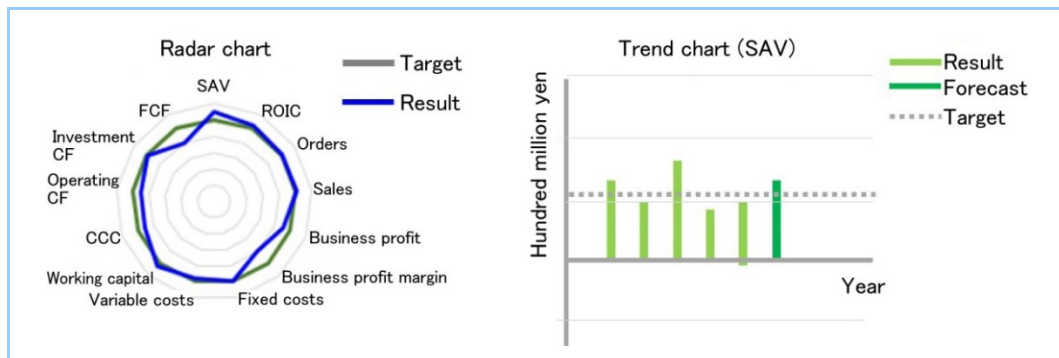 Radar chart
Target
Result
SAV
FCF
ROIC
Investment
CF
Orders
Operating
CF
Sales
CCC
Business profit
Working capital
Business profit margin
Variable costs
Fixed costs
Trend chart (SAV)
Result
Forecast
Target
Hundred million yen
Year